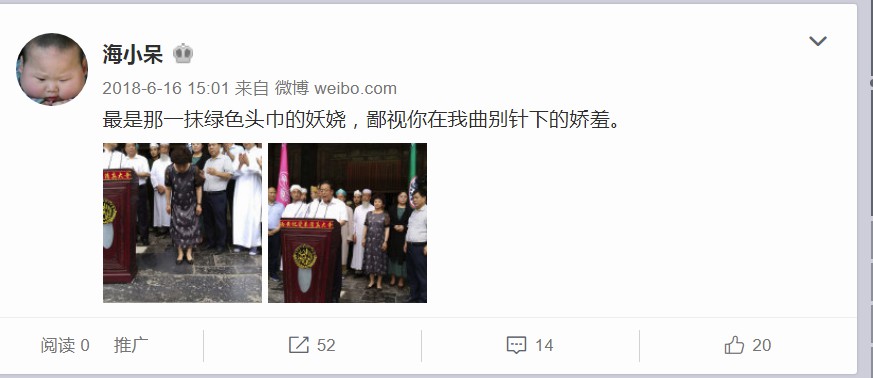 海小呆
2018-6-16 15:01 来自 微博 weibo.com
最是那一抹绿色头巾的妖娆，鄙视你在我曲别针下的娇羞。
阅读 0 推广 52 14 20